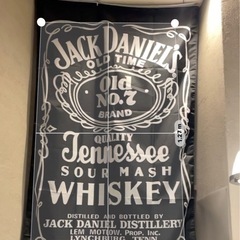 JACK DANIEL'S
OLD TIME
Old
No.7
BRAND
QUALITY
Tennessee
SOUR MASH
WHISKEY
DISTILLED AND BOTTLED BY
JACK DANIEL DISTILLERY
LEM MOTLOW, PROP. INC.
LYNCHBURG, TENN